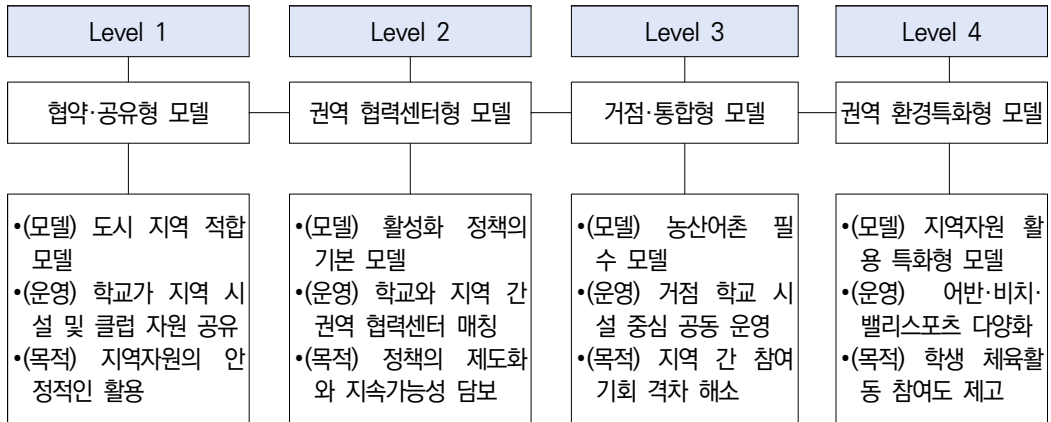 Level 1
Level 2
Level 3
Level 4
협약·공유형 모델
권역 협력센터형 모델
거점·통합형 모델
권역 환경특화형 모델
•(모델) 도시 지역 적합
모델
•(운영) 학교가 지역 시
설 및 클럽 자원 공유
•(목적) 지역자원의 안
정적인 활용
•(모델) 활성화 정책의
기본 모델
•(운영) 학교와 지역 간
권역 협력센터 매칭
•(목적) 정책의 제도화
와 지속가능성 담보
•(모델) 농산어촌 필
수 모델
•(운영) 거점 학교 시
설 중심 공동 운영
•(목적) 지역 간 참여
기회 격차 해소
•(모델) 지역자원 활
용 특화형 모델
•(운영) 어반·비치·
밸리스포츠 다양화
•(목적) 학생 체육활
동 참여도 제고